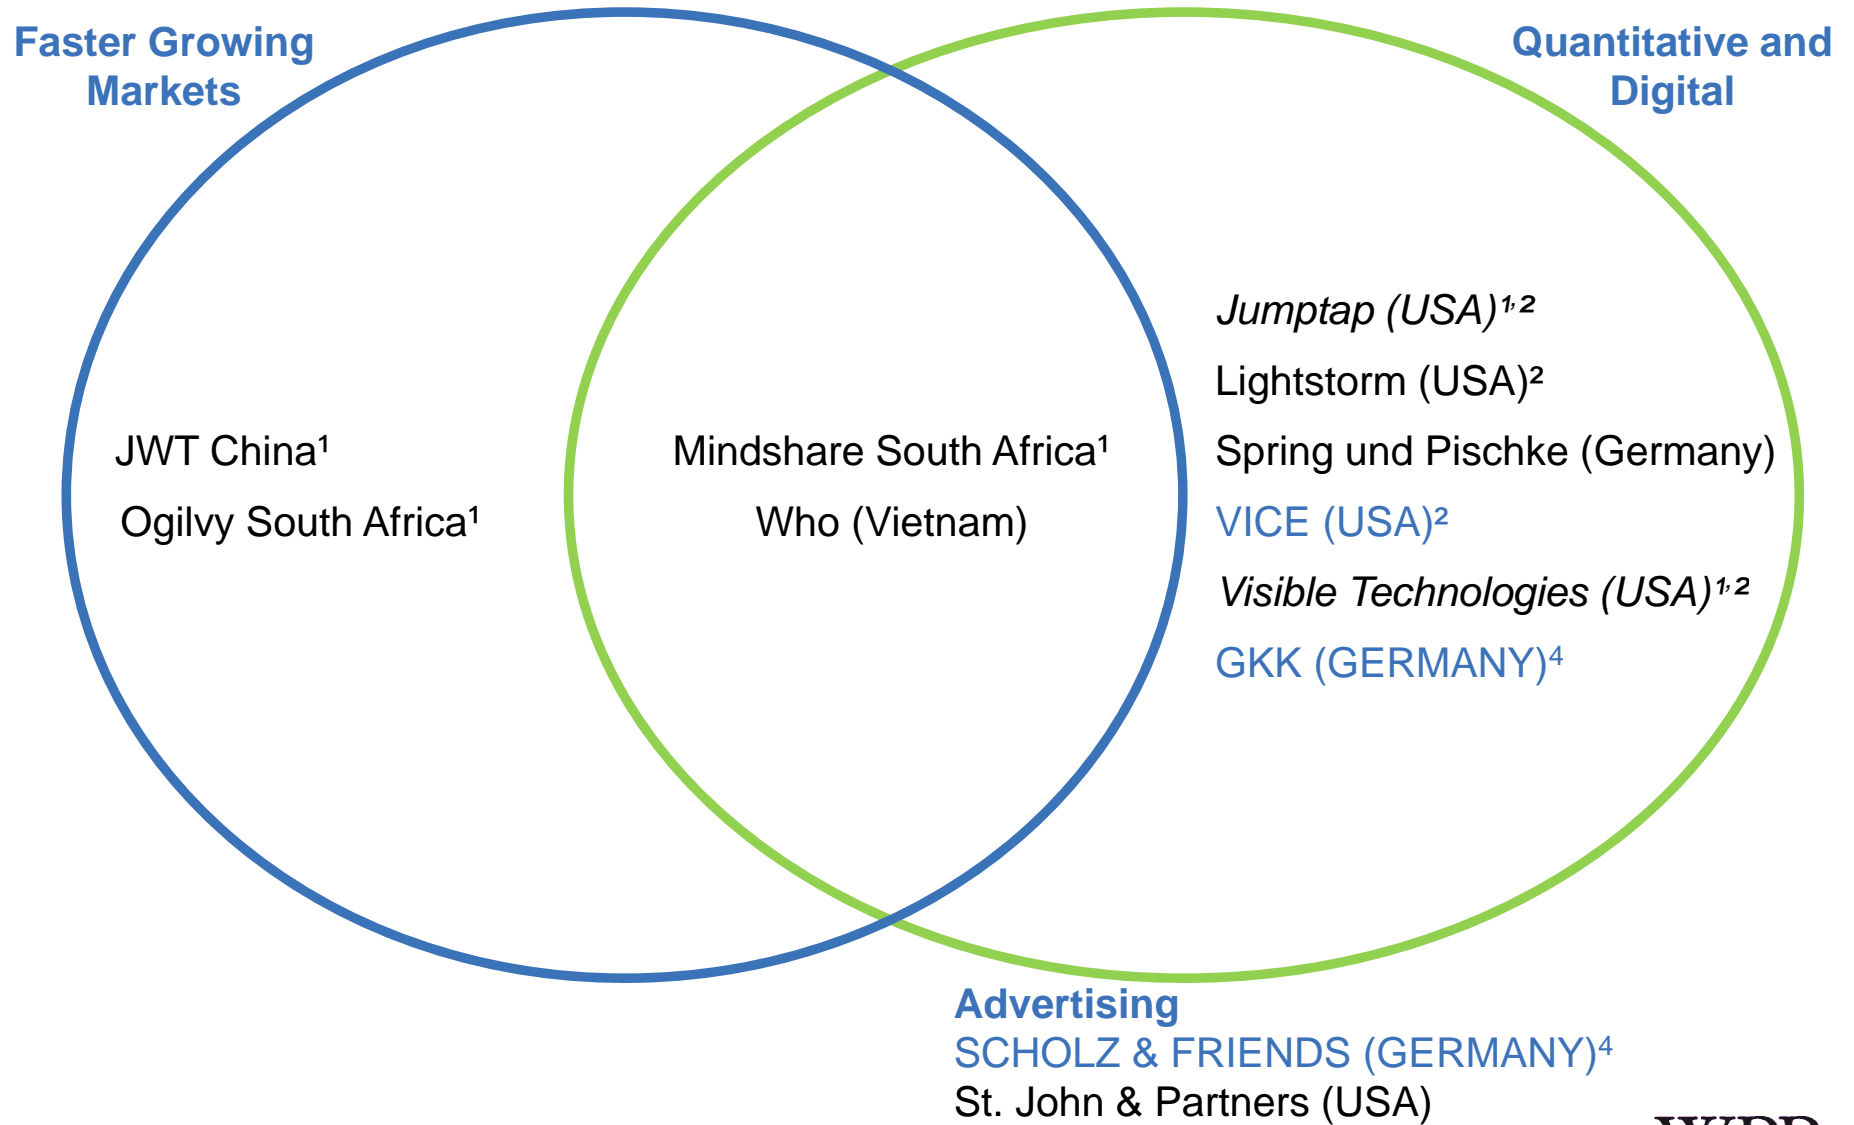 Faster Growing
Markets
Quantitative and
Digital
JWT China¹
Ogilvy South Africa¹
Mindshare South Africa¹
Who (Vietnam)
Jumptap (USA)¹,²
Lightstorm (USA)²
Spring und Pischke (Germany)
VICE (USA)²
Visible Technologies (USA)¹,²
GKK (GERMANY)⁴
Advertising
SCHOLZ & FRIENDS (GERMANY)⁴
St. John & Partners (USA)
WPP